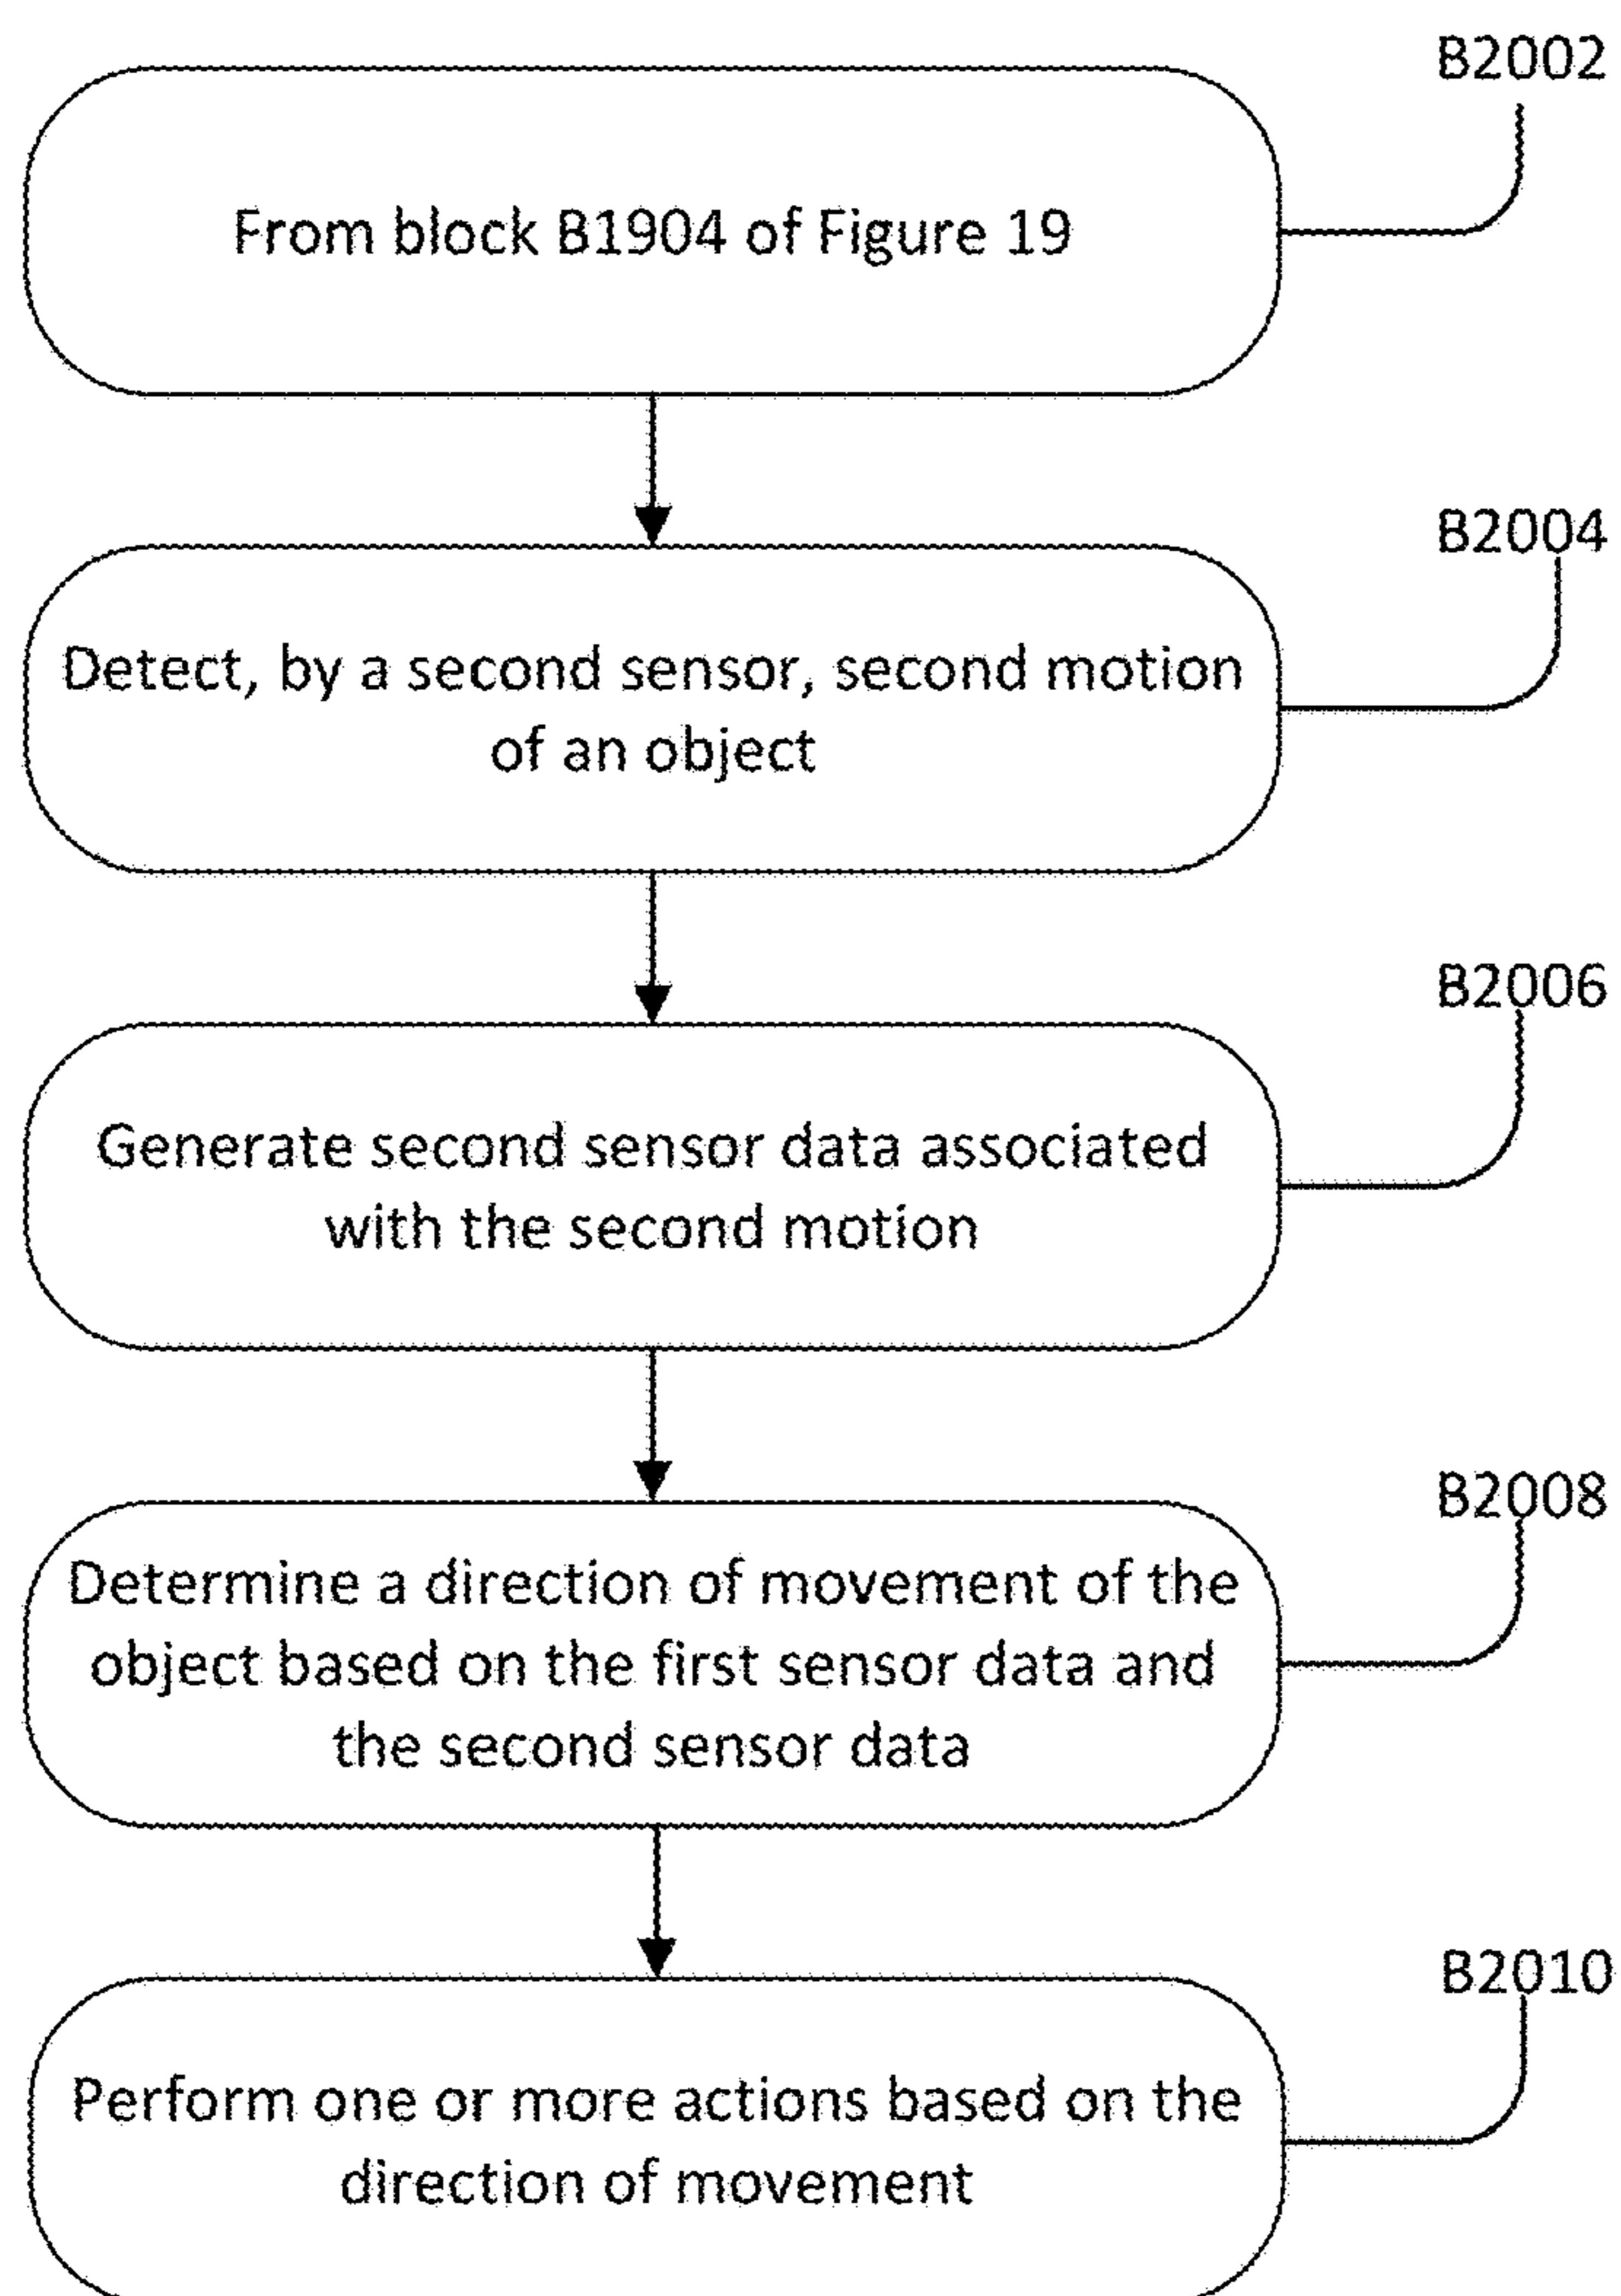 B2002
From block B1904 of Figure 19
B2004
Detect, by a second sensor, second motion
of an object
B2006
Generate second sensor data associated
with the second motion
B2008
Determine a direction of movement of the
object based on the first sensor data and
the second sensor data
B2010
Perform one or more actions based on the
direction of movement